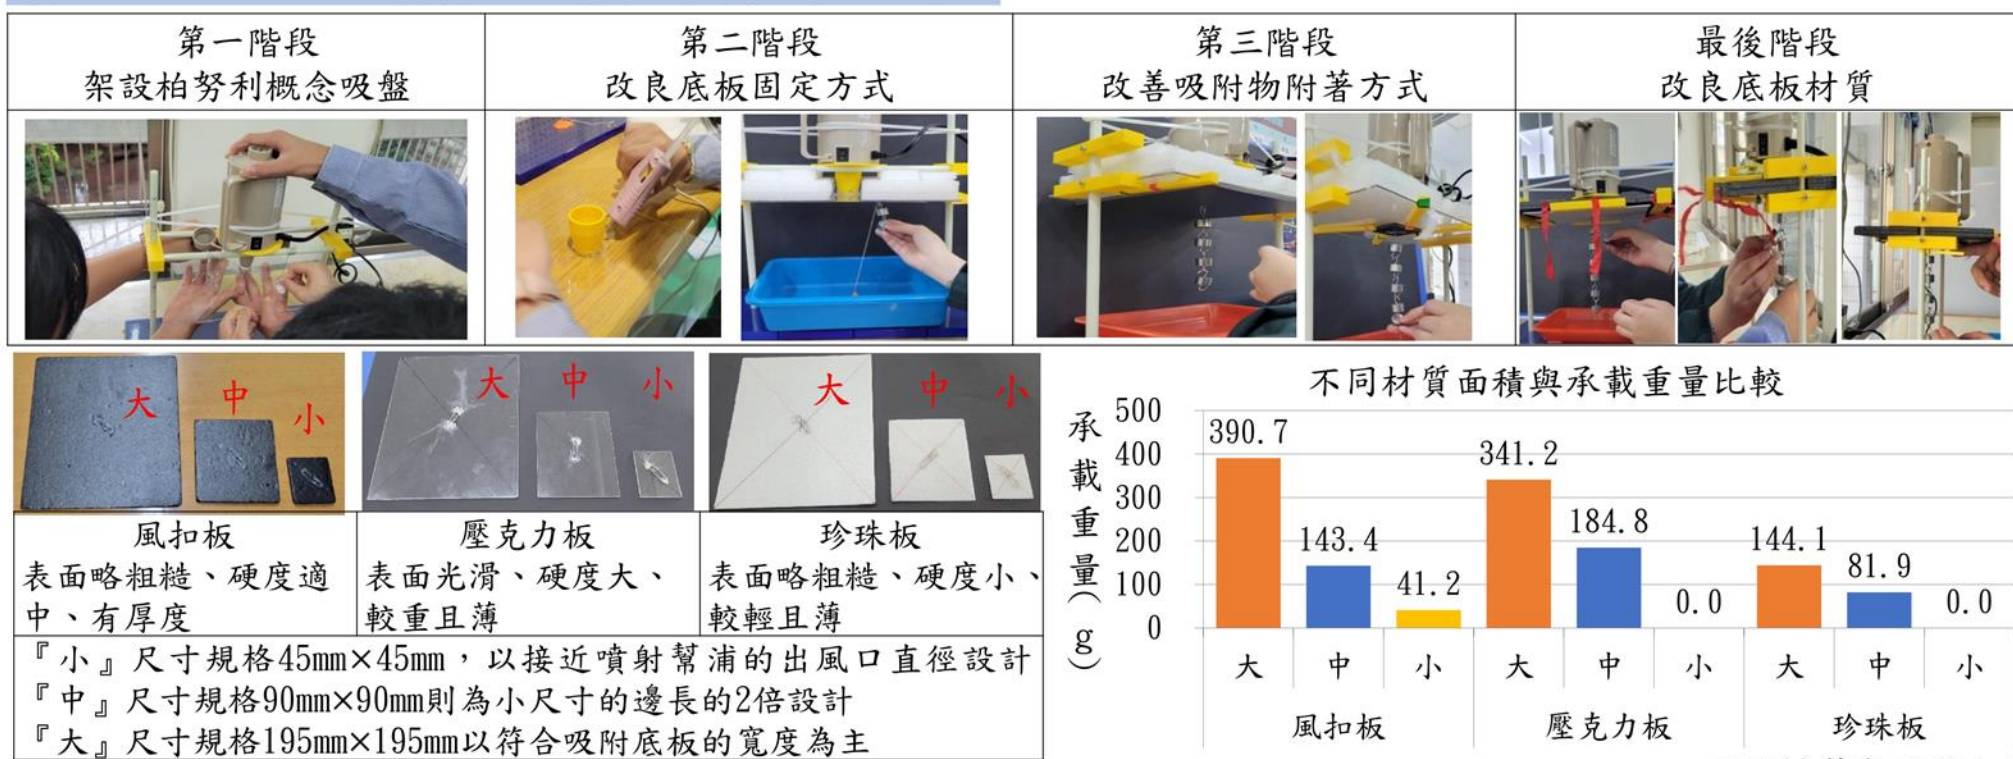 第一階段
架設柏努利概念吸盤
第二階段
改良底板固定方式
第三階段
改善吸附物附著方式
最後階段
改良底板材質
大
中
小
大
中
小
大
中
小
風扣板
表面略粗糙、硬度適
中、有厚度
壓克力板
表面光滑、硬度大、
較重且薄
珍珠板
表面略粗糙、硬度小、
較輕且薄
『小』尺寸規格45mm×45mm，以接近噴射幫浦的出風口直徑設計
『中』尺寸規格90mm×90mm則為小尺寸的邊長的2倍設計
『大』尺寸規格195mm×195mm以符合吸附底板的寬度為主
不同材質面積與承載重量比較
承載重量(g)
500
400
300
200
100
0
390.7
143.4
41.2
341.2
184.8
0.0
144.1
81.9
0.0
大 中 小 大 中 小 大 中 小
風扣板 壓克力板 珍珠板